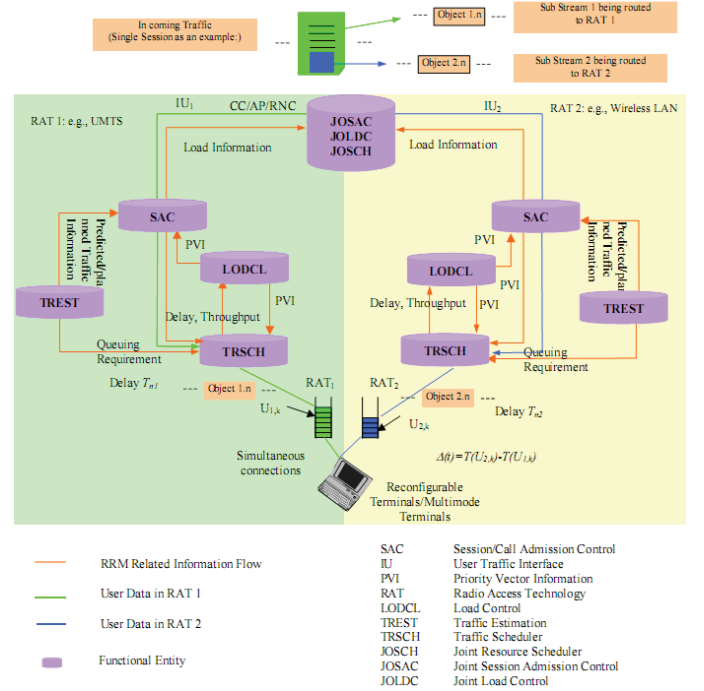 In coming Traffic
(Single Session as an example:)
Object 1.n
Sub Stream 1 being routed
to RAT 1
Object 2.n
Sub Stream 2 being routed
to RAT 2
IU1
CC/AP/RNC
IU2
RAT 1: e.g., UMTS
RAT 2: e.g., Wireless LAN
JOSAC
JOLDC
JOSCH
Load Information
Load Information
SAC
SAC
Predicted/plan
med Traffic
Information
Predicted/plan
med Traffic
Information
PVI
PVI
LODCL
LODCL
TREST
TREST
PVI
PVI
Delay, Throughput
Delay, Throughput
TRSCH
TRSCH
Queuing
Requirement
Queuing
Requirement
Delay Tn1
Object 1.n
RAT1
RAT2
Object 2.n
Delay Tn2
U1,k
U2,k
Simultaneous
connections
Δ(t)=T(U2,k)-T(U1,k)
Reconfigurable
Terminals/Multimode
Terminals
RRM Related Information Flow
User Data in RAT 1
User Data in RAT 2
Functional Entity
SAC Session/Call Admission Control
IU User Traffic Interface
PVI Priority Vector Information
RAT Radio Access Technology
LODCL Load Control
TREST Traffic Estimation
TRSCH Traffic Scheduler
JOSCH Joint Resource Scheduler
JOSAC Joint Session Admission Control
JOLDC Joint Load Control